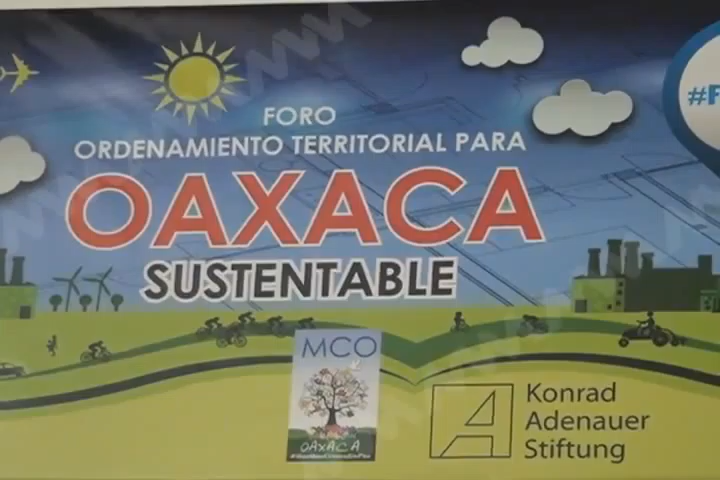 FORO
ORDENAMIENTO TERRITORIAL PARA
OAXACA
SUSTENTABLE
#F
MCO
OAXACA
Konrad
Adenauer
Stiftung